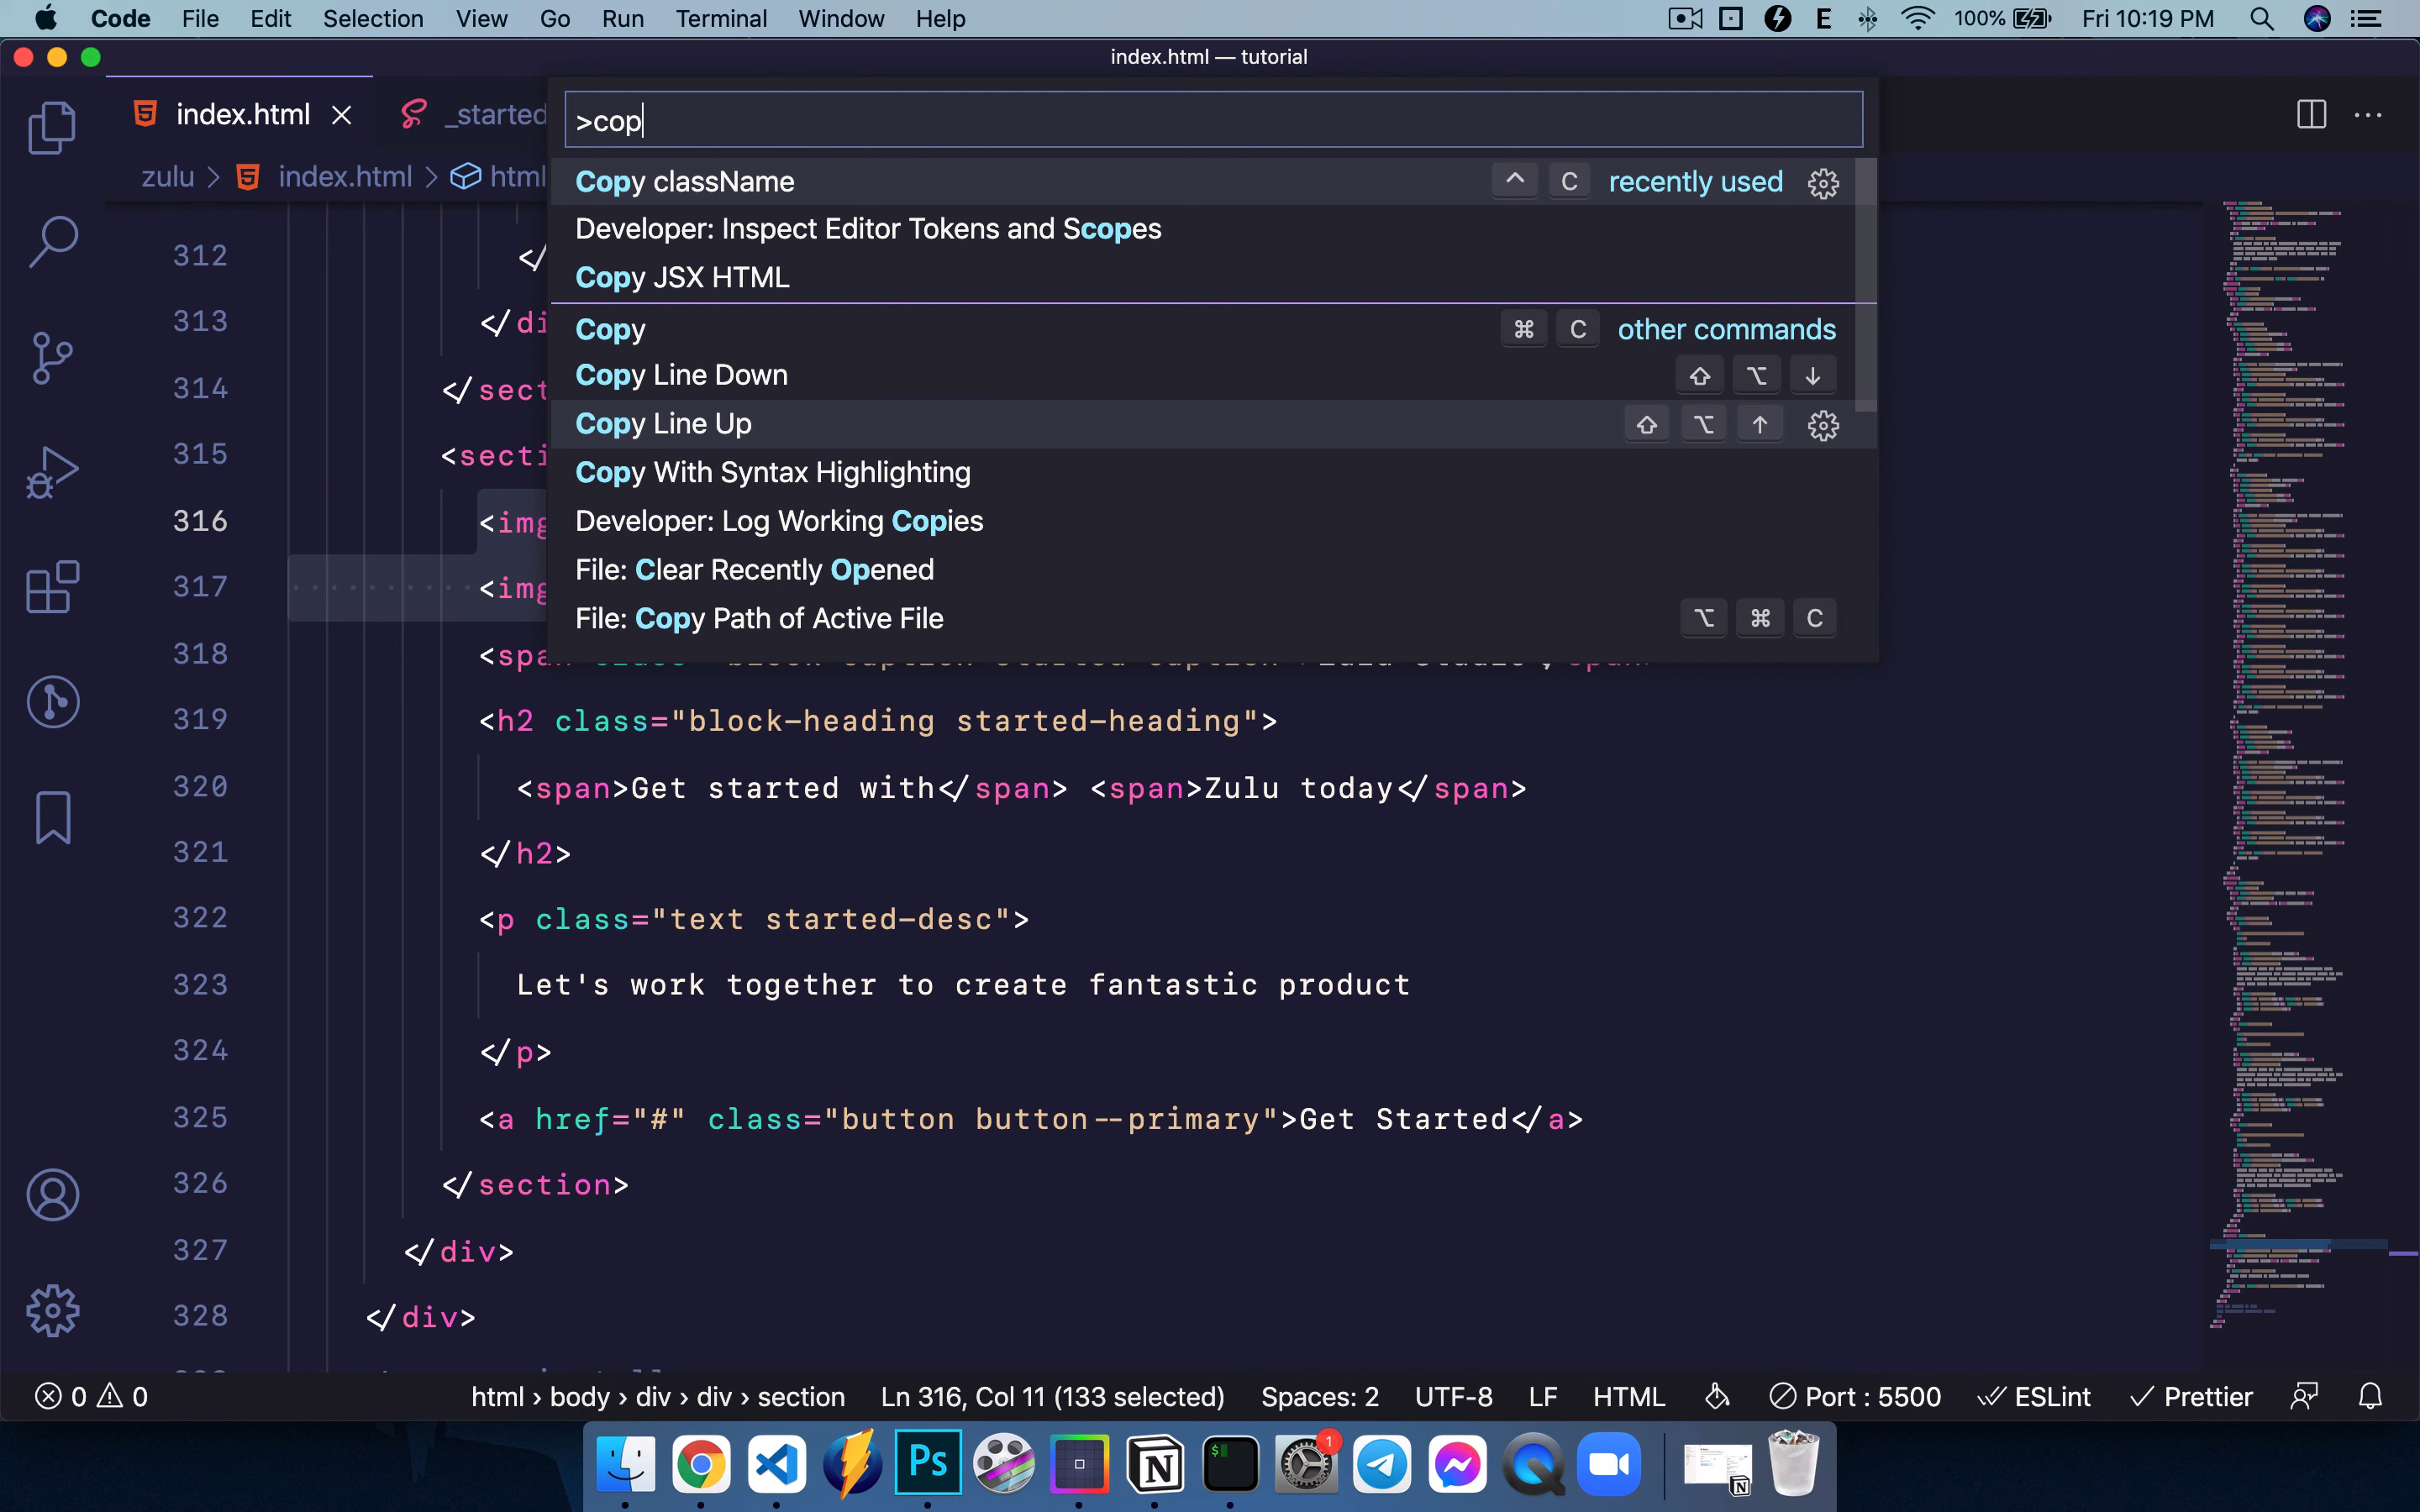 Code File Edit Selection View Go Run Terminal Window Help E 100% Fri 10:19 PM
index.html — tutorial
index.html _started
>cop
zulu > index.html > html
Copy className ^ C recently used
Developer: Inspect Editor Tokens and Scopes
Copy JSX HTML
Copy ⌘ C other commands
Copy Line Down ⇧ ⌥ ↓
Copy Line Up ⇧ ⌥ ↑
Copy With Syntax Highlighting
Developer: Log Working Copies
File: Clear Recently Opened
File: Copy Path of Active File ⌥ ⌘ C
312 </
313 </di
314 </sect
315 <secti
316 <img
317 <img
318 <spa
319 <h2 class="block-heading started-heading">
320 <span>Get started with</span> <span>Zulu today</span>
321 </h2>
322 <p class="text started-desc">
323 Let's work together to create fantastic product
324 </p>
325 <a href="#" class="button button--primary">Get Started</a>
326 </section>
327 </div>
328 </div>
0 0 html › body › div › div › section Ln 316, Col 11 (133 selected) Spaces: 2 UTF-8 LF HTML Port : 5500 ESLint Prettier
Ps N $ 1 N